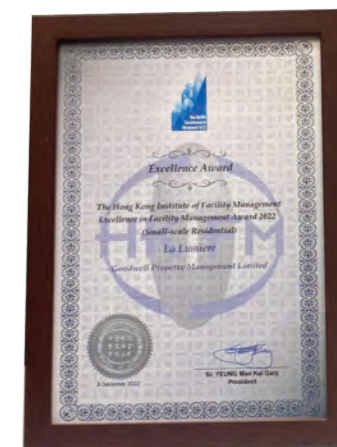 Excellence Award
The Hong Kong Institute of Facility Management
Excellence in Facility Management Award 2022
(Small-scale Residential)
La Lumiere
Goodwell Property Management Limited
Sr. YEUNG Man Kai Gary
President
8 December 2022